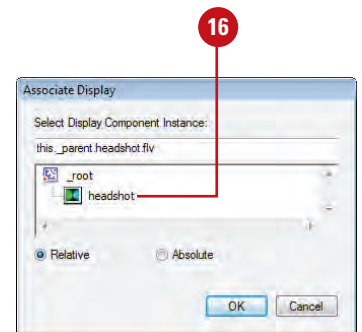 16
Associate Display
Select Display Component Instance:
this._parent.headshot.flv
_root
headshot
Relative
Absolute
OK
Cancel